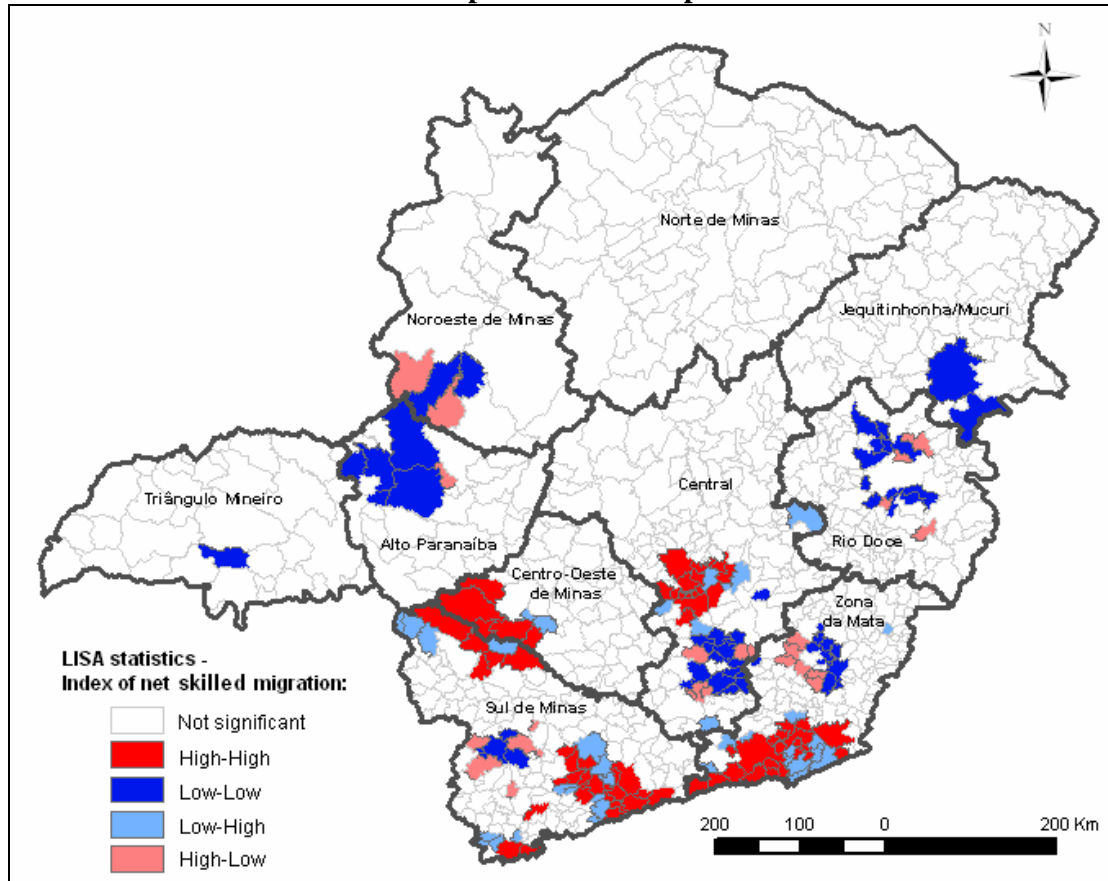 N
Norte de Minas
Jequitinhonha/Mucuri
Noroeste de Minas
Triângulo Mineiro
Central
Alto Paranaíba
Rio Doce
Centro-Oeste
de Minas
Zona
da Mata
Sul de Minas
LISA statistics -
Index of net skilled migration:
Not significant
High-High
Low-Low
Low-High
High-Low
200 100 0 200 Km